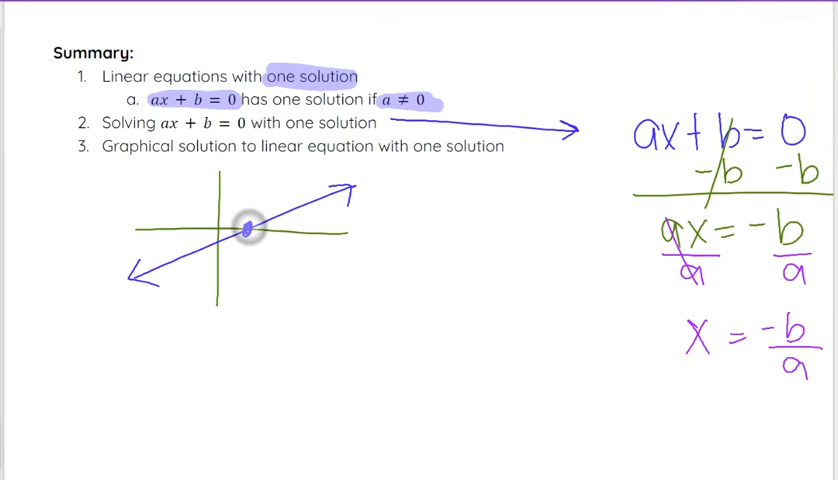 Summary:
1. Linear equations with one solution
a. ax + b = 0 has one solution if a ≠ 0
2. Solving ax + b = 0 with one solution
3. Graphical solution to linear equation with one solution
ax + b = 0
-b -b
ax = -b
a a
x = -b
a